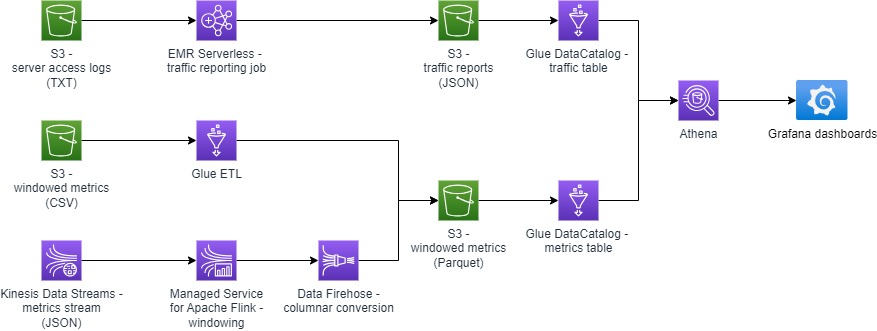 S3 -
server access logs
(TXT)
EMR Serverless -
traffic reporting job
S3 -
traffic reports
(JSON)
Glue DataCatalog -
traffic table
Athena
Grafana dashboards
S3 -
windowed metrics
(CSV)
Glue ETL
S3 -
windowed metrics
(Parquet)
Glue DataCatalog -
metrics table
Kinesis Data Streams -
metrics stream
(JSON)
Managed Service
for Apache Flink -
windowing
Data Firehose -
columnar conversion